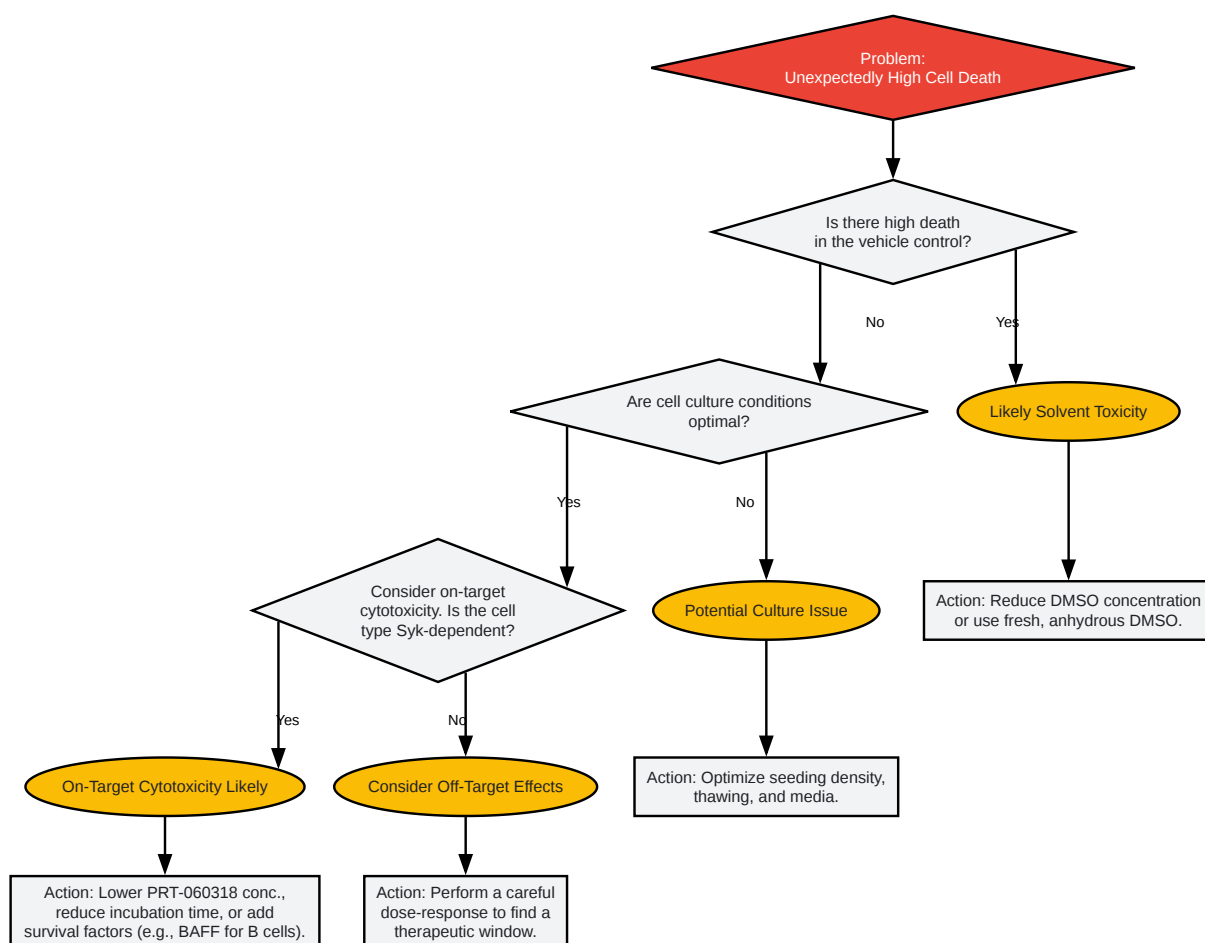 Problem:
Unexpectedly High Cell Death
Is there high death
in the vehicle control?
No
Yes
Are cell culture conditions
optimal?
Likely Solvent Toxicity
Yes
No
Consider on-target
cytotoxicity. Is the cell
type Syk-dependent?
Potential Culture Issue
Action: Reduce DMSO concentration
or use fresh, anhydrous DMSO.
Yes
No
On-Target Cytotoxicity Likely
Consider Off-Target Effects
Action: Optimize seeding density,
thawing, and media.
Action: Lower PRT-060318 conc.,
reduce incubation time, or add
survival factors (e.g., BAFF for B cells).
Action: Perform a careful
dose-response to find a
therapeutic window.